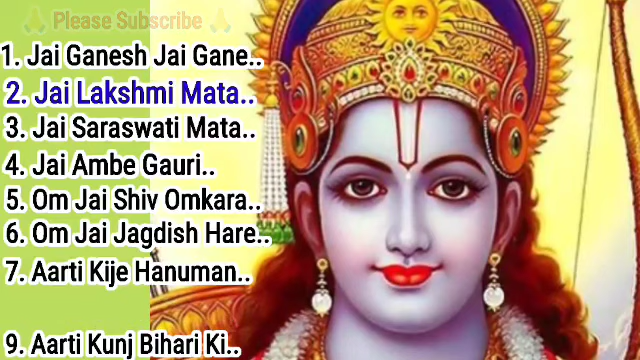 🙏 Please Subscribe 🙏
1. Jai Ganesh Jai Gane..
2. Jai Lakshmi Mata..
3. Jai Saraswati Mata..
4. Jai Ambe Gauri..
5. Om Jai Shiv Omkara..
6. Om Jai Jagdish Hare..
7. Aarti Kije Hanuman..
9. Aarti Kunj Bihari Ki..